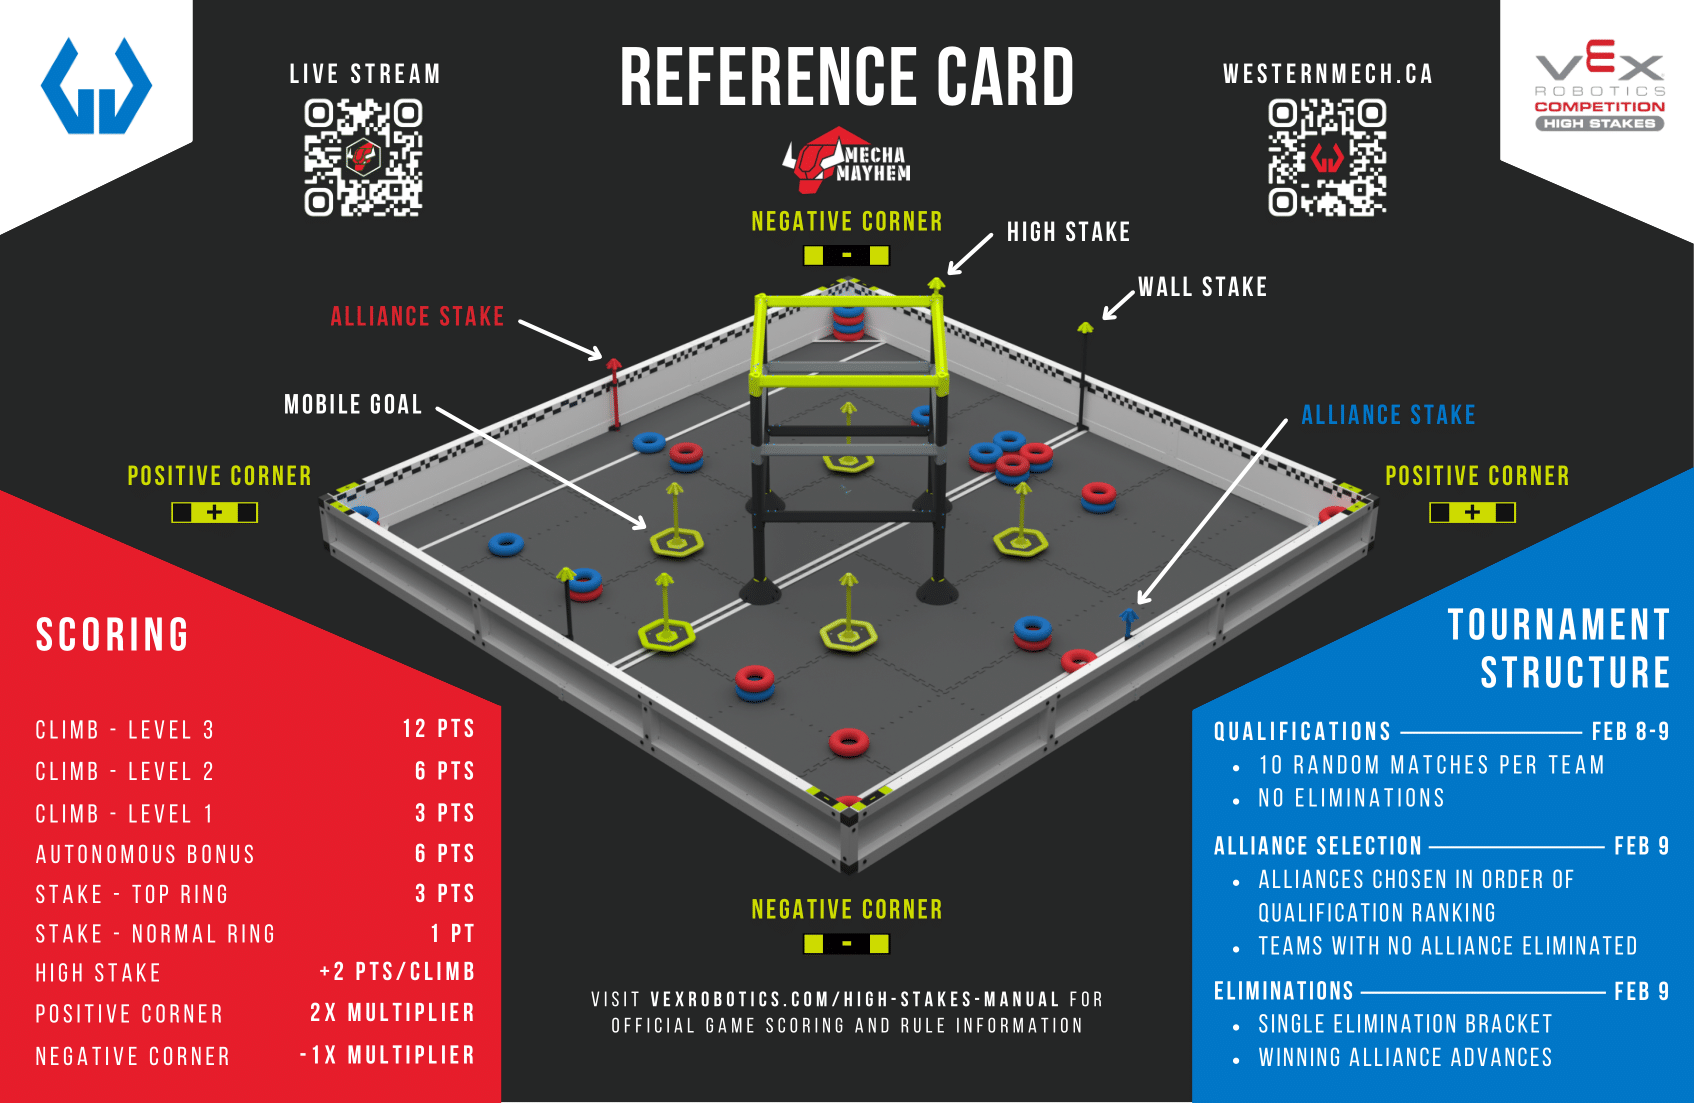 REFERENCE CARD
LIVE STREAM
WESTERNMECH.CA
VEX
ROBOTICS
COMPETITION
HIGH STAKES
MECHA
MAYHEM
NEGATIVE CORNER
-
HIGH STAKE
WALL STAKE
ALLIANCE STAKE
MOBILE GOAL
ALLIANCE STAKE
POSITIVE CORNER
+
POSITIVE CORNER
+
NEGATIVE CORNER
-
SCORING
CLIMB - LEVEL 3 12 PTS
CLIMB - LEVEL 2 6 PTS
CLIMB - LEVEL 1 3 PTS
AUTONOMOUS BONUS 6 PTS
STAKE - TOP RING 3 PTS
STAKE - NORMAL RING 1 PT
HIGH STAKE +2 PTS/CLIMB
POSITIVE CORNER 2X MULTIPLIER
NEGATIVE CORNER -1X MULTIPLIER
VISIT VEXROBOTICS.COM/HIGH-STAKES-MANUAL FOR
OFFICIAL GAME SCORING AND RULE INFORMATION
TOURNAMENT
STRUCTURE
QUALIFICATIONS FEB 8-9
• 10 RANDOM MATCHES PER TEAM
• NO ELIMINATIONS
ALLIANCE SELECTION FEB 9
• ALLIANCES CHOSEN IN ORDER OF
QUALIFICATION RANKING
• TEAMS WITH NO ALLIANCE ELIMINATED
ELIMINATIONS FEB 9
• SINGLE ELIMINATION BRACKET
• WINNING ALLIANCE ADVANCES